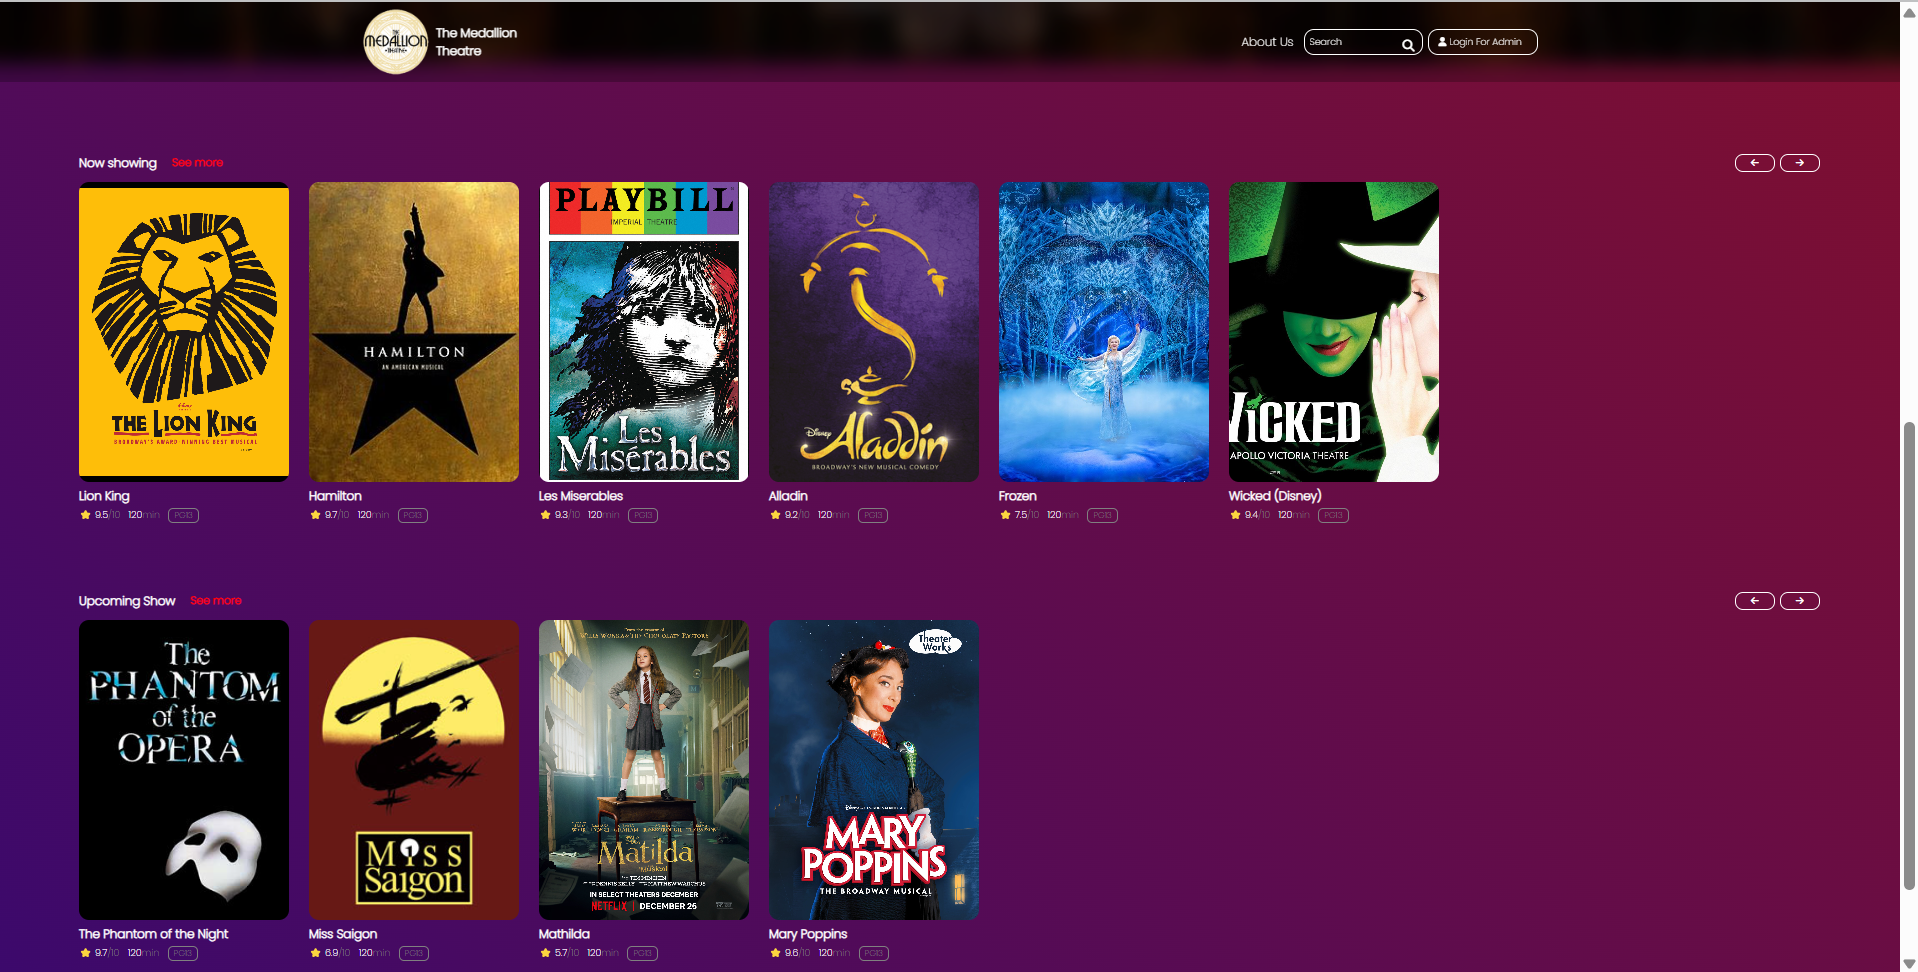 THE
MEDALLION
THEATRE
The Medallion
Theatre
About Us
Search
Login For Admin
Now showing
See more
THE LION KING
BROADWAY'S AWARD-WINNING BEST MUSICAL
HAMILTON
AN AMERICAN MUSICAL
PLAYBILL
IMPERIAL THEATRE
Les
Misérables
Disney
Aladdin
BROADWAY'S NEW MUSICAL COMEDY
WICKED
APOLLO VICTORIA THEATRE
Lion King
9.5/10 120min PG13
Hamilton
9.7/10 120min PG13
Les Miserables
9.3/10 120min PG13
Alladin
9.2/10 120min PG13
Frozen
7.5/10 120min PG13
Wicked (Disney)
9.4/10 120min PG13
Upcoming Show
See more
The
PHANTOM
of the
OPERA
Miss
Saigon
Matilda
IN SELECT THEATERS DECEMBER
NETFLIX DECEMBER 25
Theater
Works
MARY
POPPINS
THE BROADWAY MUSICAL
The Phantom of the Night
9.7/10 120min PG13
Miss Saigon
6.9/10 120min PG13
Mathilda
5.7/10 120min PG13
Mary Poppins
9.6/10 120min PG13